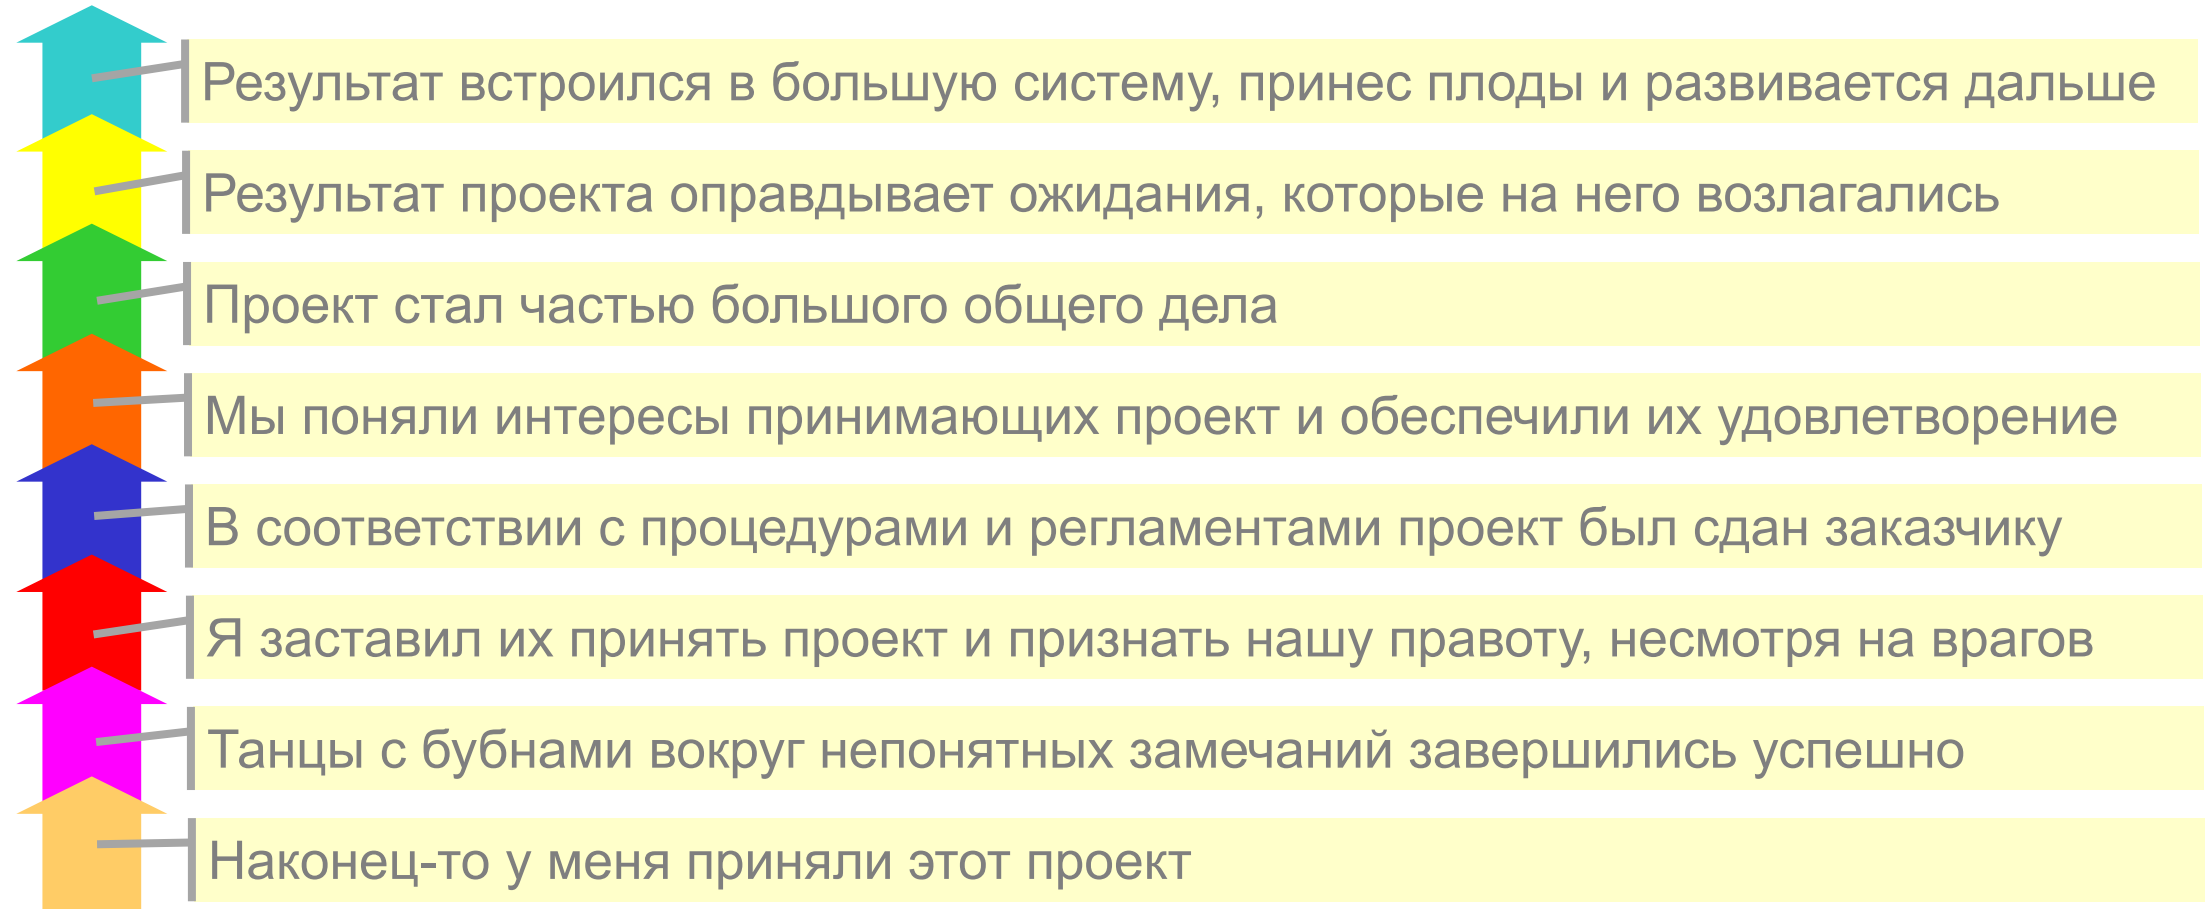 Результат встроился в большую систему, принес плоды и развивается дальше
Результат проекта оправдывает ожидания, которые на него возлагались
Проект стал частью большого общего дела
Мы поняли интересы принимающих проект и обеспечили их удовлетворение
В соответствии с процедурами и регламентами проект был сдан заказчику
Я заставил их принять проект и признать нашу правоту, несмотря на врагов
Танцы с бубнами вокруг непонятных замечаний завершились успешно
Наконец-то у меня приняли этот проект